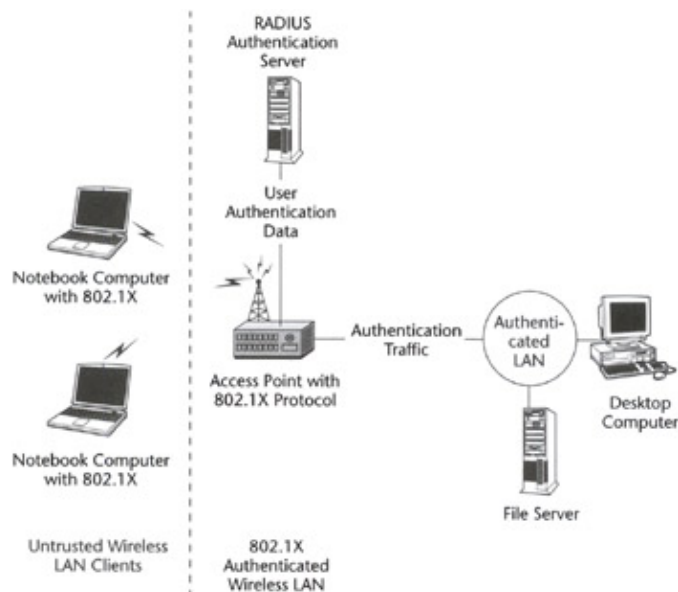 RADIUS
Authentication
Server
User
Authentication
Data
Notebook Computer
with 802.1X
Access Point with
802.1X Protocol
Authentication
Traffic
Authenti-
cated
LAN
Desktop
Computer
Notebook Computer
with 802.1X
File Server
Untrusted Wireless
LAN Clients
802.1X
Authenticated
Wireless LAN